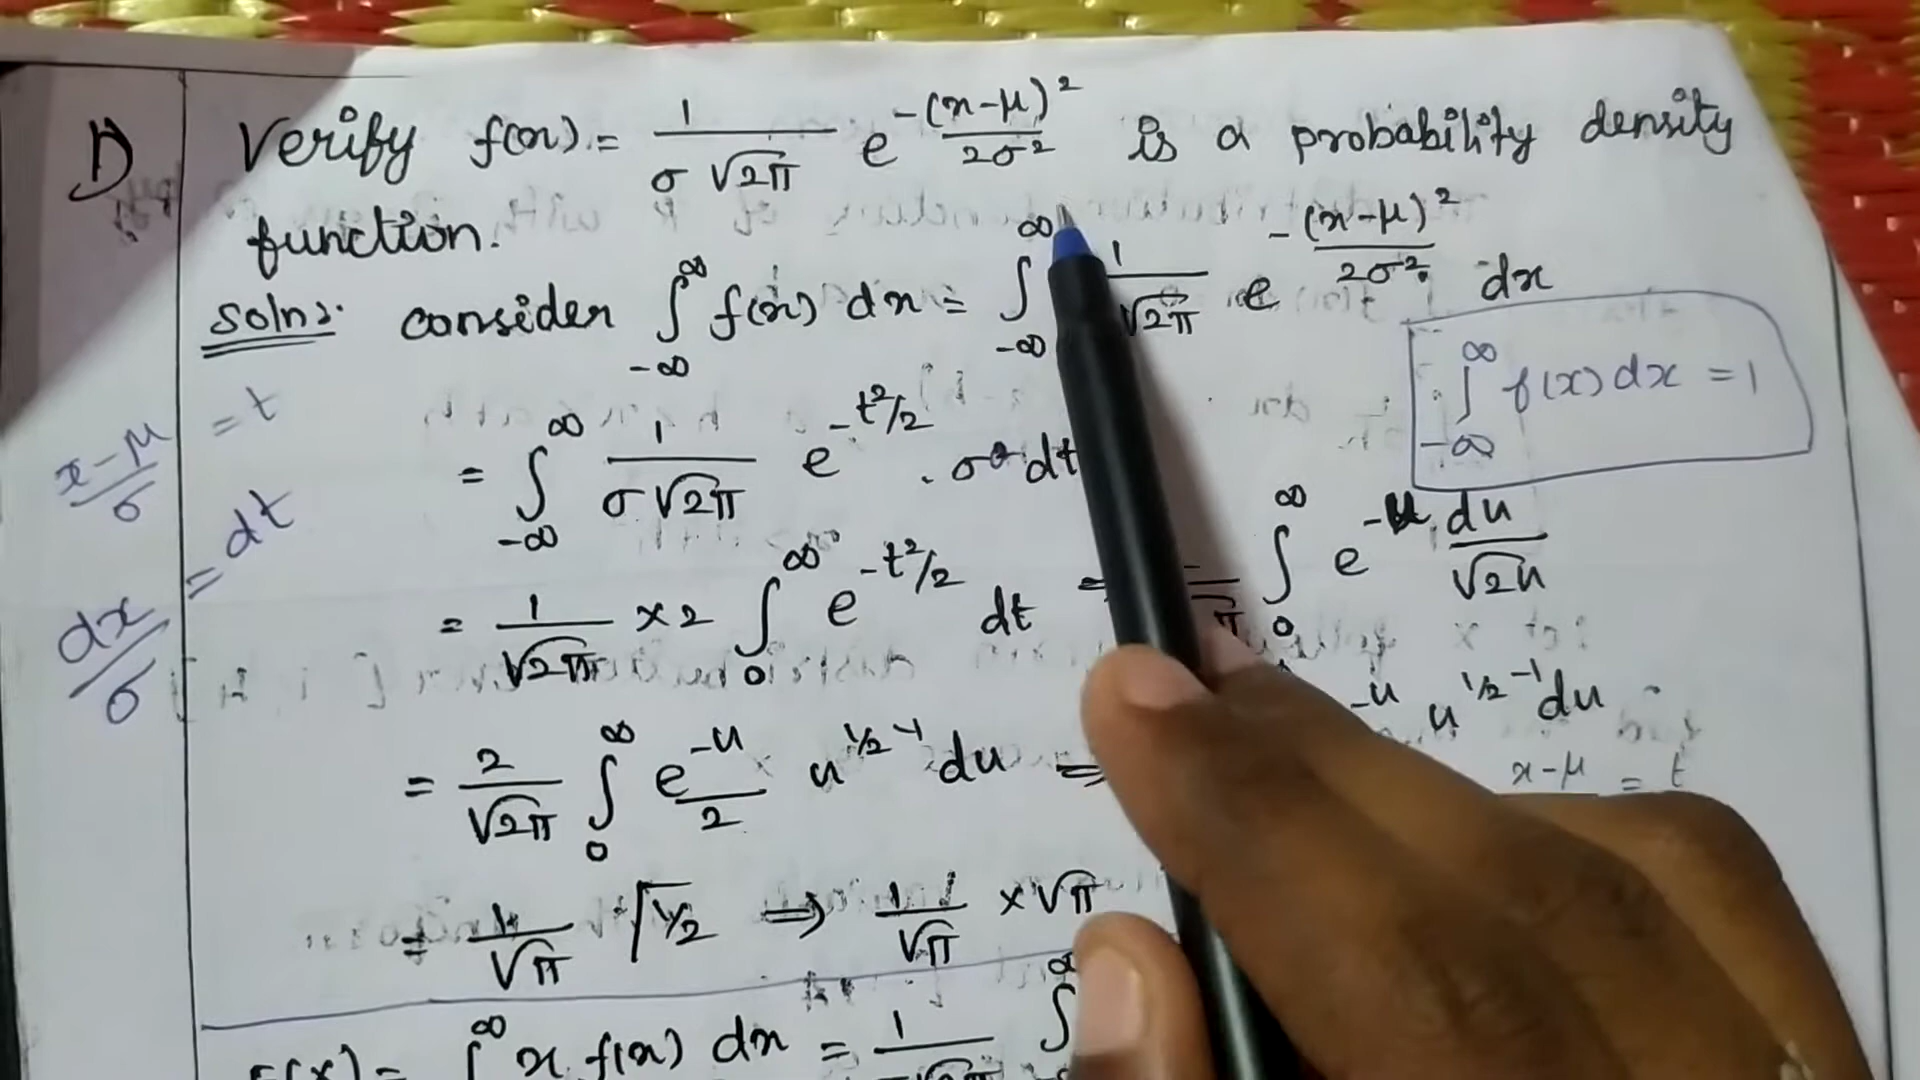 1) Verify f(x) = 1/(σ √2π) e^-(x-μ)²/2σ² is a probability density
function.
Soln: consider ∫_-∞^∞ f(x) dx = ∫_-∞^∞ 1/√2π e^-(x-μ)²/2σ² dx
∫_-∞^∞ f(x) dx = 1
(x-μ)/σ = t
= ∫_-∞^∞ 1/(σ√2π) e^-t²/2 . σ dt
dx/σ = dt
= 1/√2π × 2 ∫_0^∞ e^-t²/2 dt = ∫_0^∞ e^-u du/√2u
= 2/√2π ∫_0^∞ e^-u/2 u^1/2-1 du ⇒ -u u^1/2-1 du
x-μ = t
= 1/√π Γ1/2 ⇒ 1/√π × √π
E(x) = ∫^∞ x f(x) dx = 1/√2π ∫^∞